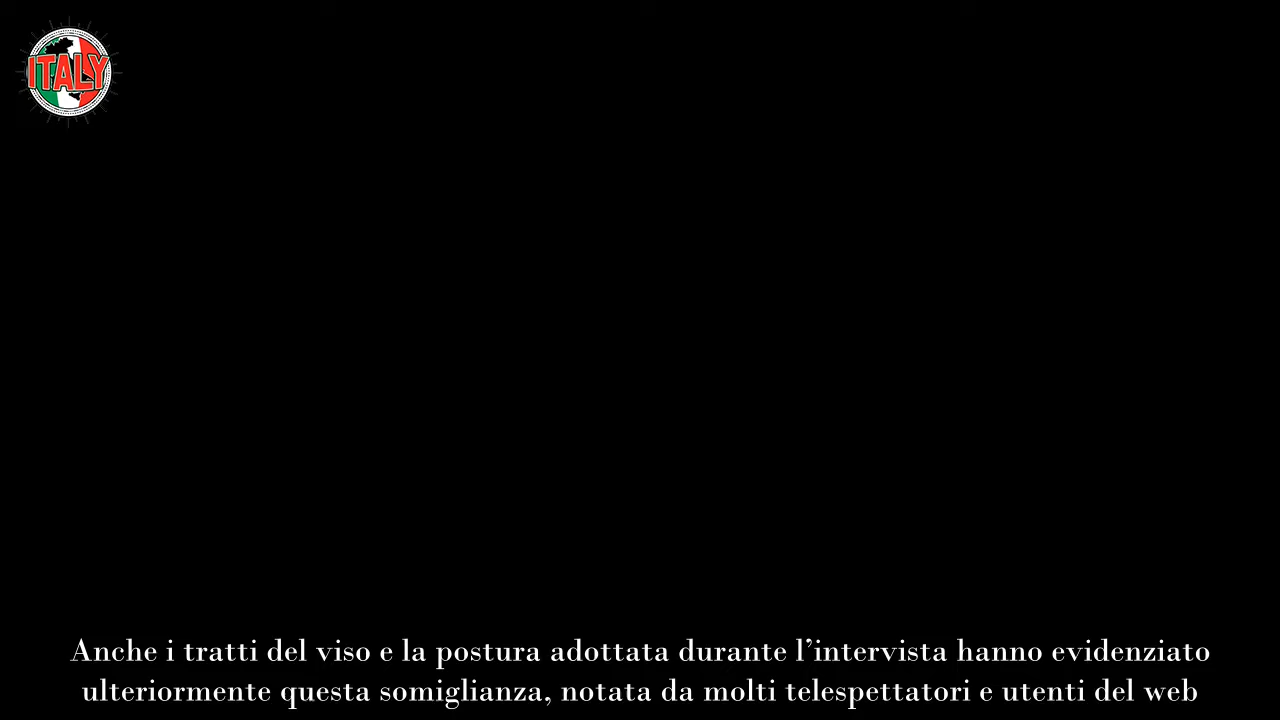 ITALY
Anche i tratti del viso e la postura adottata durante l’intervista hanno evidenziato
ulteriormente questa somiglianza, notata da molti telespettatori e utenti del web